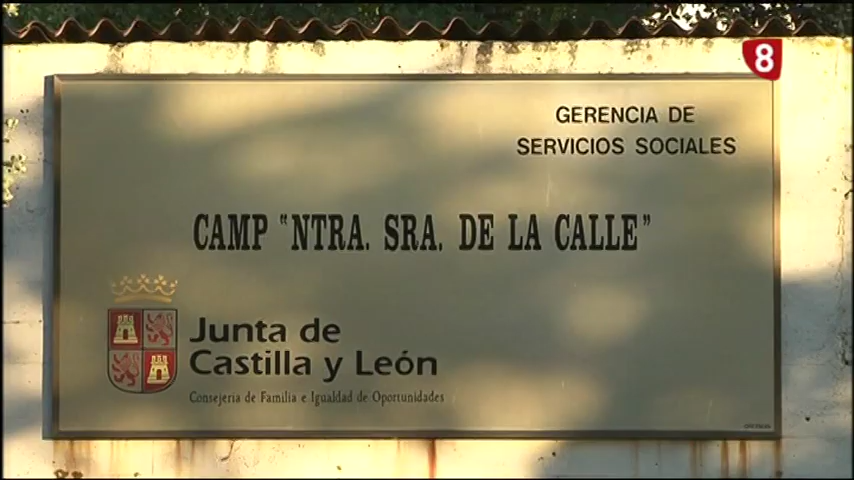 8
GERENCIA DE
SERVICIOS SOCIALES
CAMP "NTRA. SRA. DE LA CALLE"
Junta de
Castilla y León
Consejería de Familia e Igualdad de Oportunidades